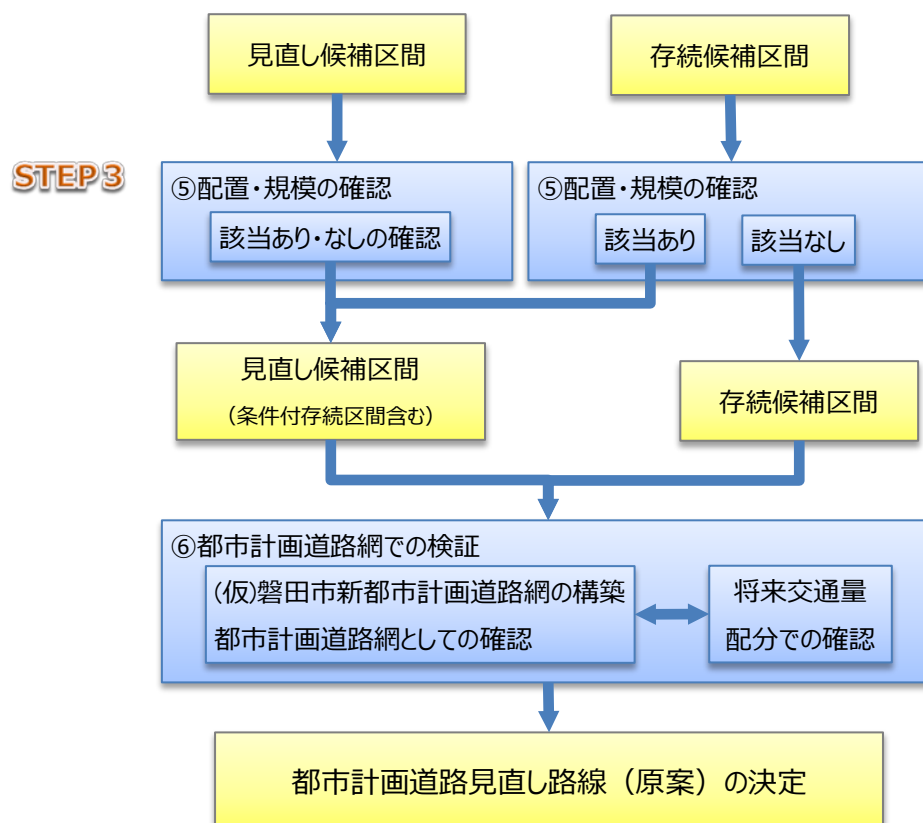 見直し候補区間
存続候補区間
STEP 3
⑤配置・規模の確認
該当あり・なしの確認
⑤配置・規模の確認
該当あり
該当なし
見直し候補区間
（条件付存続区間含む）
存続候補区間
⑥都市計画道路網での検証
(仮)磐田市新都市計画道路網の構築
都市計画道路網としての確認
将来交通量
配分での確認
都市計画道路見直し路線（原案）の決定